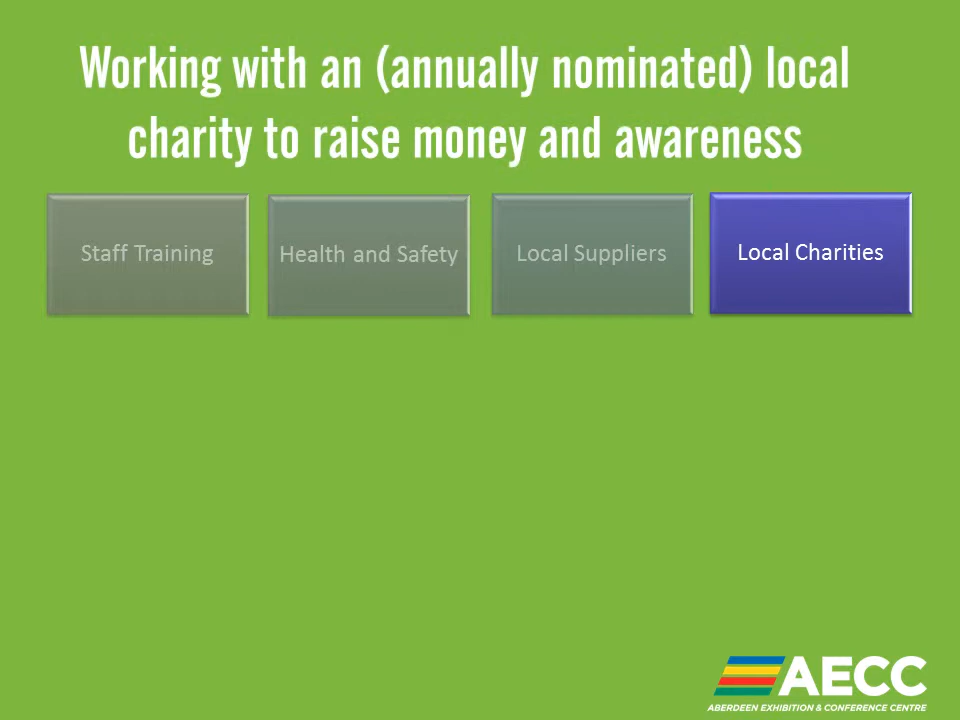 Working with an (annually nominated) local
charity to raise money and awareness
Staff Training
Health and Safety
Local Suppliers
Local Charities
AECC
ABERDEEN EXHIBITION & CONFERENCE CENTRE